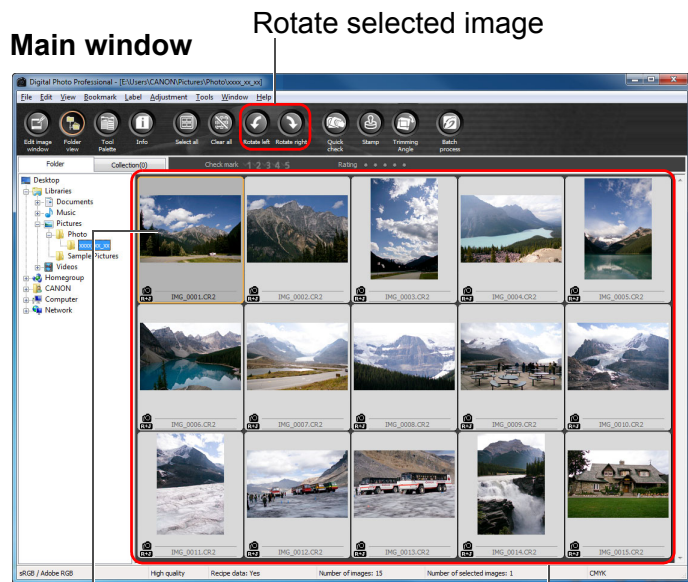 Rotate selected image
Main window
Digital Photo Professional - [E:\Users\CANON\Pictures\Photo\xxxx_xx_xx]
File Edit View Bookmark Label Adjustment Tools Window Help
Edit image window
Folder view
Tool Palette
Info
Select all
Clear all
Rotate left
Rotate right
Quick check
Stamp
Trimming Angle
Batch process
Folder
Collection(0)
Check mark 1 2 3 4 5
Rating
Desktop
Libraries
Documents
Music
Pictures
Photo
Sample Pictures
Videos
Homegroup
CANON
Computer
Network
R+J IMG_0001.CR2
R+J IMG_0002.CR2
R+J IMG_0003.CR2
R+J IMG_0004.CR2
R+J IMG_0005.CR2
R+J IMG_0006.CR2
R+J IMG_0007.CR2
R+J IMG_0008.CR2
R+J IMG_0009.CR2
R+J IMG_0010.CR2
R+J IMG_0011.CR2
R+J IMG_0012.CR2
R+J IMG_0013.CR2
R+J IMG_0014.CR2
R+J IMG_0015.CR2
sRGB / Adobe RGB High quality Recipe data: Yes Number of images: 15 Number of selected images: 1 CMYK